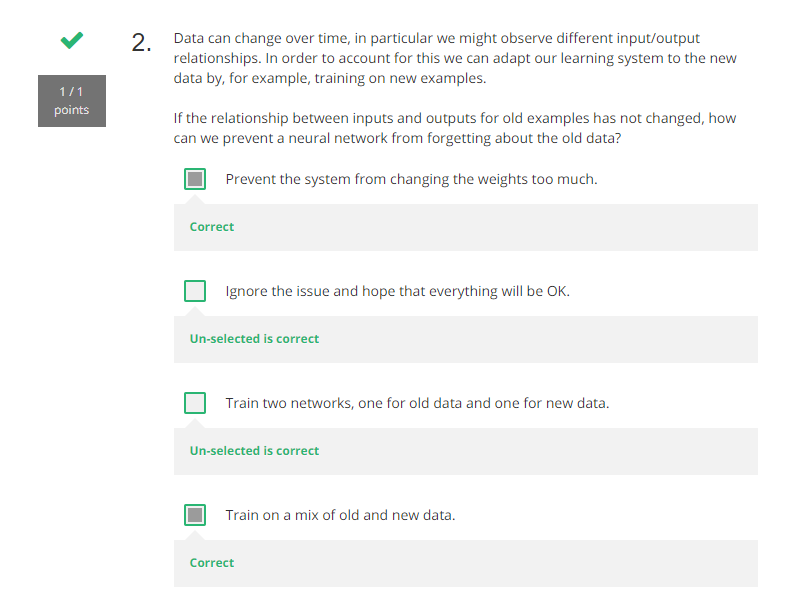 2.
Data can change over time, in particular we might observe different input/output
relationships. In order to account for this we can adapt our learning system to the new
data by, for example, training on new examples.
1 / 1
points
If the relationship between inputs and outputs for old examples has not changed, how
can we prevent a neural network from forgetting about the old data?
Prevent the system from changing the weights too much.
Correct
Ignore the issue and hope that everything will be OK.
Un-selected is correct
Train two networks, one for old data and one for new data.
Un-selected is correct
Train on a mix of old and new data.
Correct